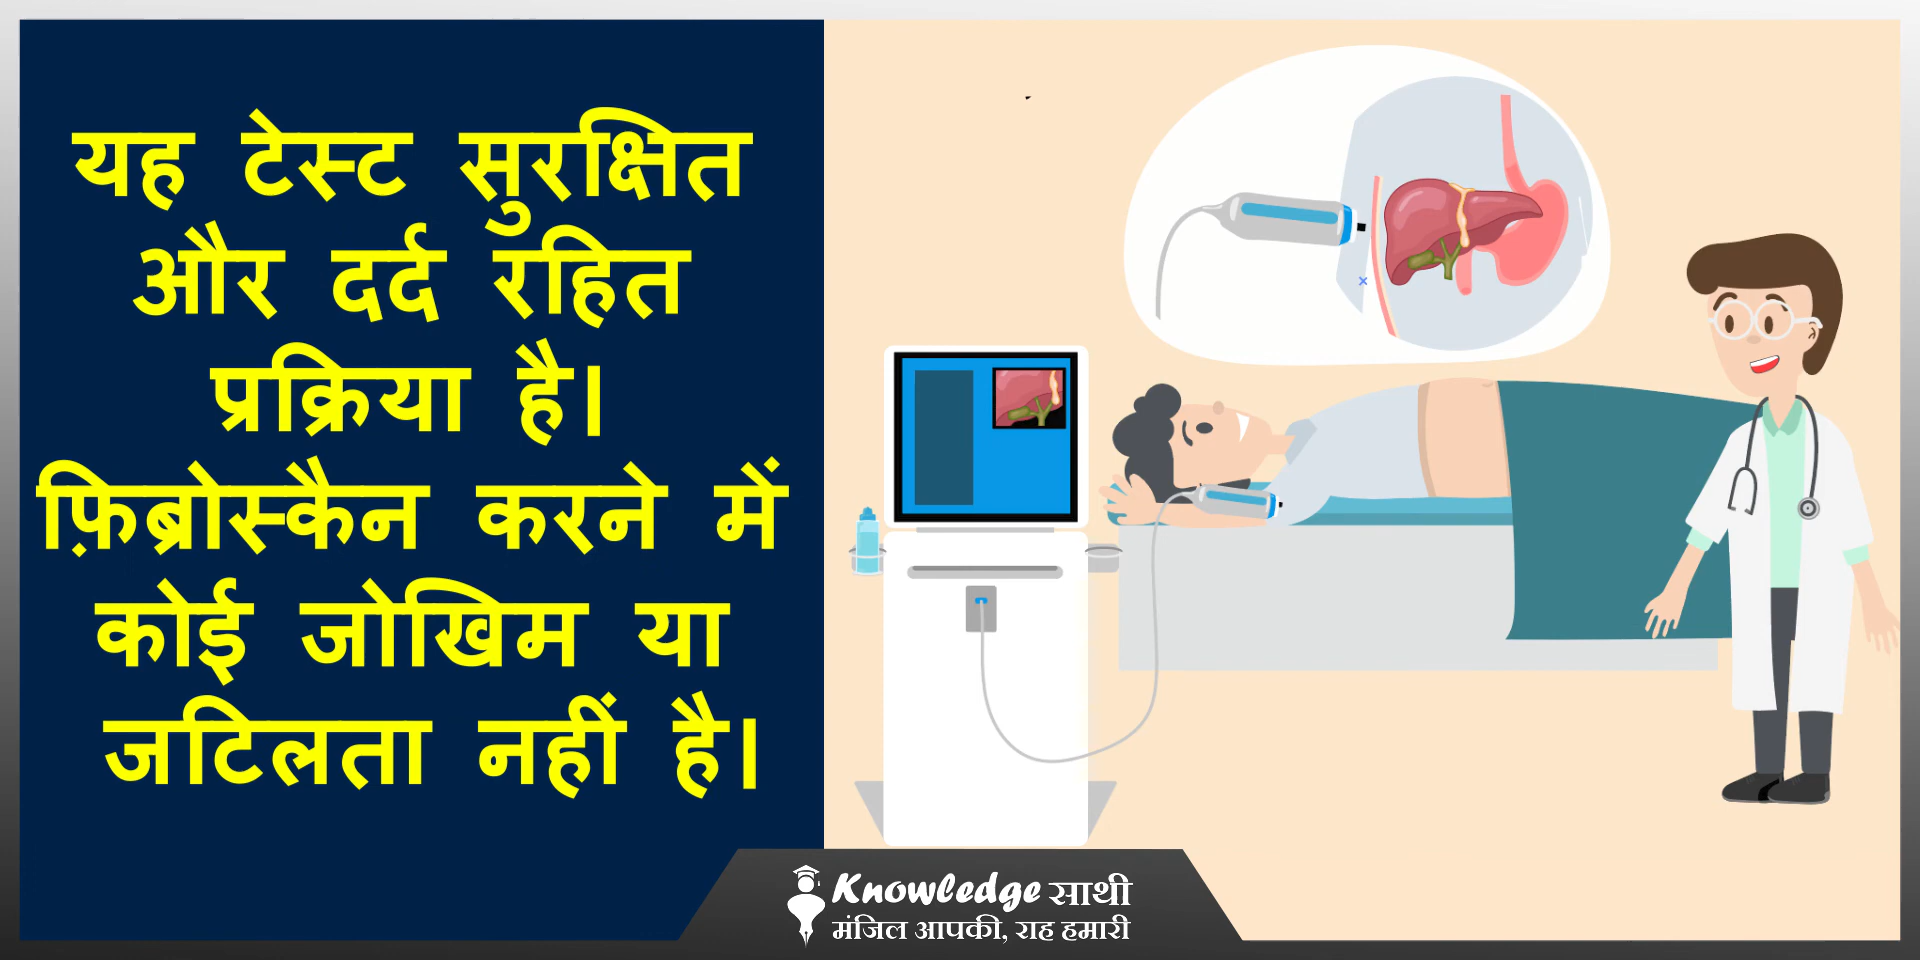 यह टेस्ट सुरक्षित
और दर्द रहित
प्रक्रिया है।
फ़िब्रोस्कैन करने में
कोई जोखिम या
जटिलता नहीं है।
Knowledge साथी
मंजिल आपकी, राह हमारी